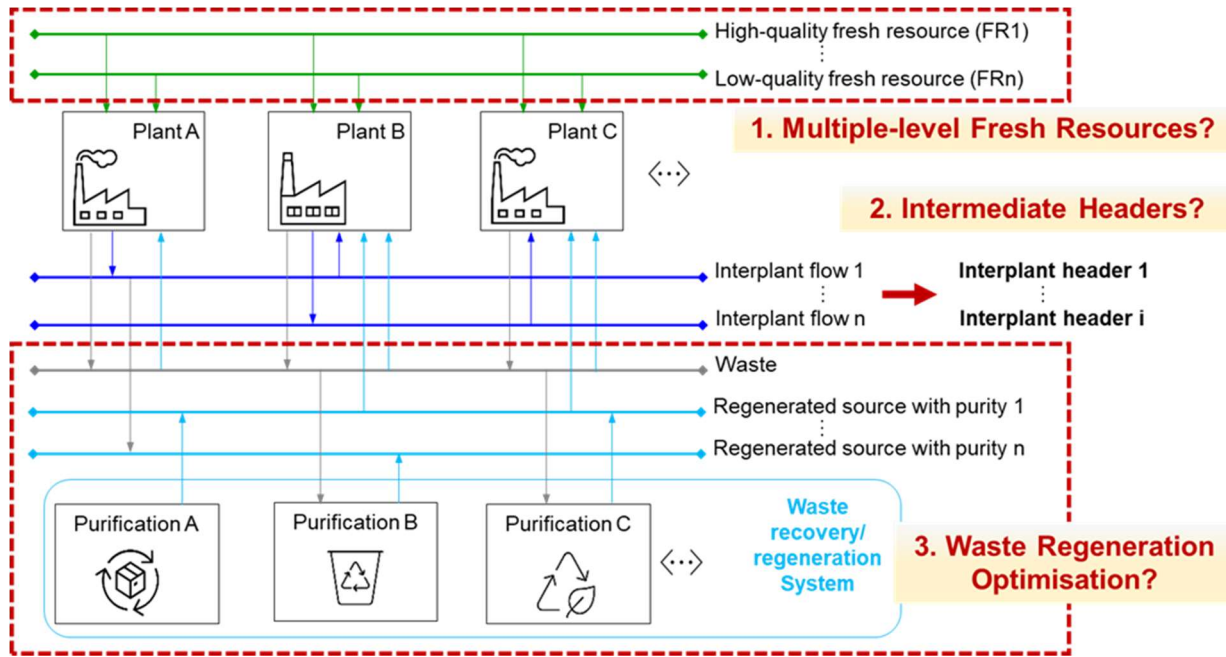 High-quality fresh resource (FR1)
Low-quality fresh resource (FRn)
Plant A
Plant B
Plant C
1. Multiple-level Fresh Resources?
2. Intermediate Headers?
Interplant flow 1
Interplant header 1
Interplant flow n
Interplant header i
Waste
Regenerated source with purity 1
Regenerated source with purity n
Purification A
Purification B
Purification C
Waste
recovery/
regeneration
System
3. Waste Regeneration
Optimisation?